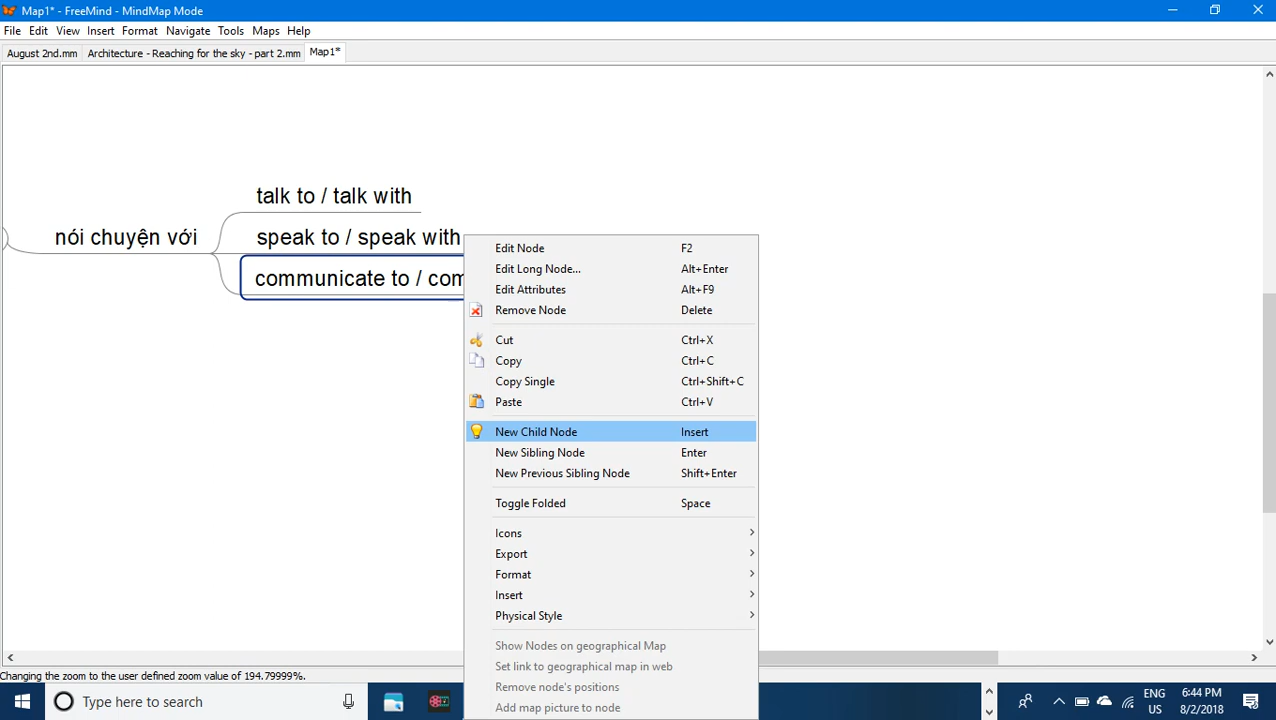 Map1* - FreeMind - MindMap Mode
File Edit View Insert Format Navigate Tools Maps Help
August 2nd.mm Architecture - Reaching for the sky - part 2.mm Map1*
talk to / talk with
nói chuyện với speak to / speak with
communicate to / com
Edit Node F2
Edit Long Node... Alt+Enter
Edit Attributes Alt+F9
Remove Node Delete
Cut Ctrl+X
Copy Ctrl+C
Copy Single Ctrl+Shift+C
Paste Ctrl+V
New Child Node Insert
New Sibling Node Enter
New Previous Sibling Node Shift+Enter
Toggle Folded Space
Icons
Export
Format
Insert
Physical Style
Show Nodes on geographical Map
Set link to geographical map in web
Remove node's positions
Add map picture to node
Changing the zoom to the user defined zoom value of 194.79999%.
Type here to search
ENG
US
6:44 PM
8/2/2018